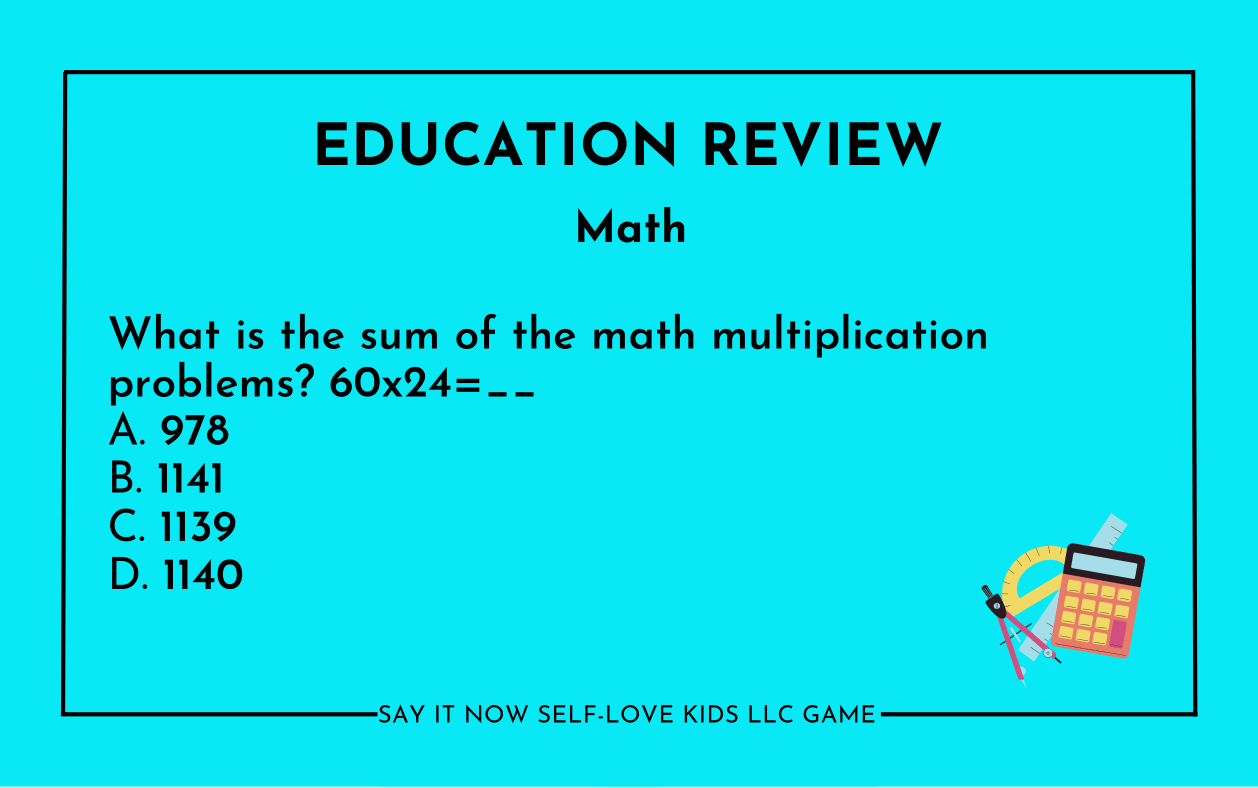 EDUCATION REVIEW
Math
What is the sum of the math multiplication
problems? 60x24=__
A. 978
B. 1141
C. 1139
D. 1140
SAY IT NOW SELF-LOVE KIDS LLC GAME